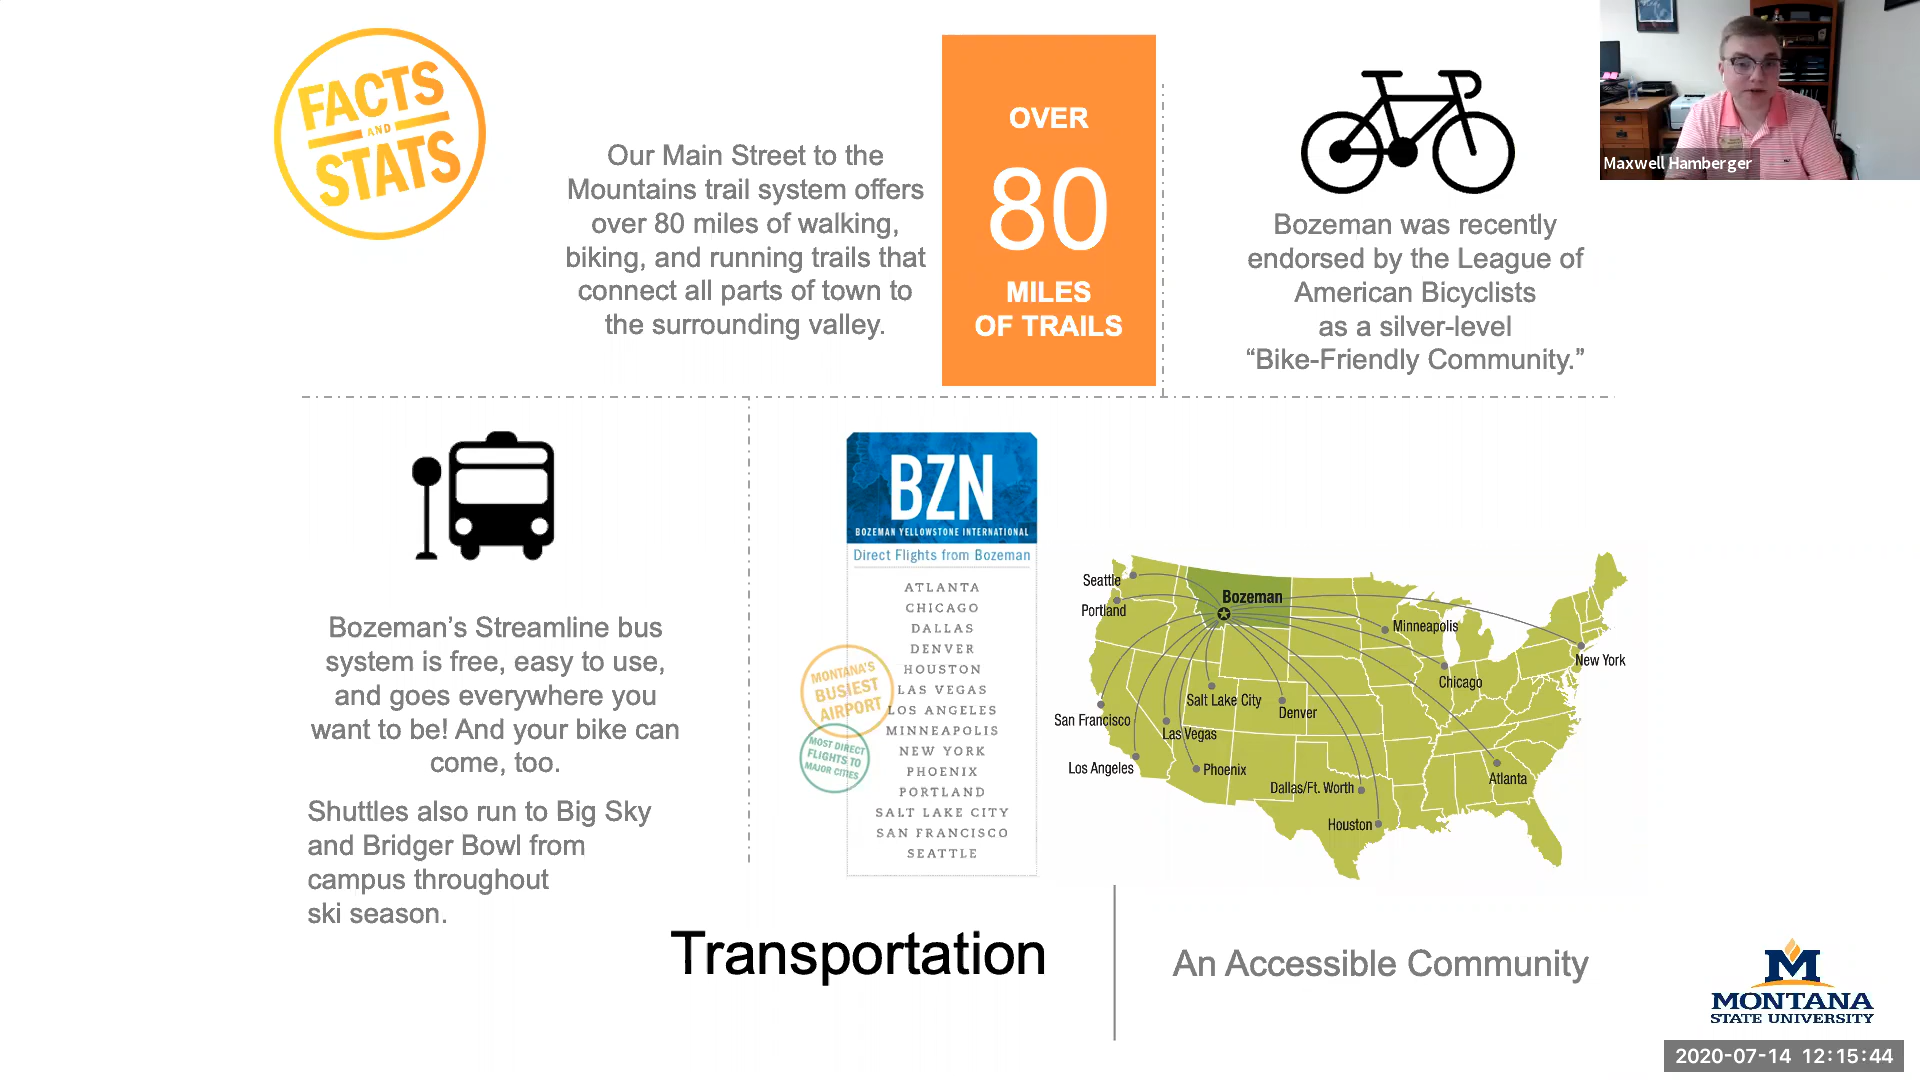 FACTS
AND
STATS
Our Main Street to the
Mountains trail system offers
over 80 miles of walking,
biking, and running trails that
connect all parts of town to
the surrounding valley.
OVER
80
MILES
OF TRAILS
Bozeman was recently
endorsed by the League of
American Bicyclists
as a silver-level
“Bike-Friendly Community.”
Maxwell Hamberger
Bozeman’s Streamline bus
system is free, easy to use,
and goes everywhere you
want to be! And your bike can
come, too.
Shuttles also run to Big Sky
and Bridger Bowl from
campus throughout
ski season.
BZN
BOZEMAN YELLOWSTONE INTERNATIONAL
Direct Flights from Bozeman
ATLANTA
CHICAGO
DALLAS
DENVER
HOUSTON
LAS VEGAS
LOS ANGELES
MINNEAPOLIS
NEW YORK
PHOENIX
PORTLAND
SALT LAKE CITY
SAN FRANCISCO
SEATTLE
MONTANA'S
BUSIEST
AIRPORT
MOST DIRECT
FLIGHTS TO
MAJOR CITIES
Seattle
Portland
Bozeman
Minneapolis
New York
Chicago
Salt Lake City
Denver
San Francisco
Las Vegas
Los Angeles
Phoenix
Dallas/Ft. Worth
Atlanta
Houston
Transportation
An Accessible Community
M
MONTANA
STATE UNIVERSITY
2020-07-14 12:15:44